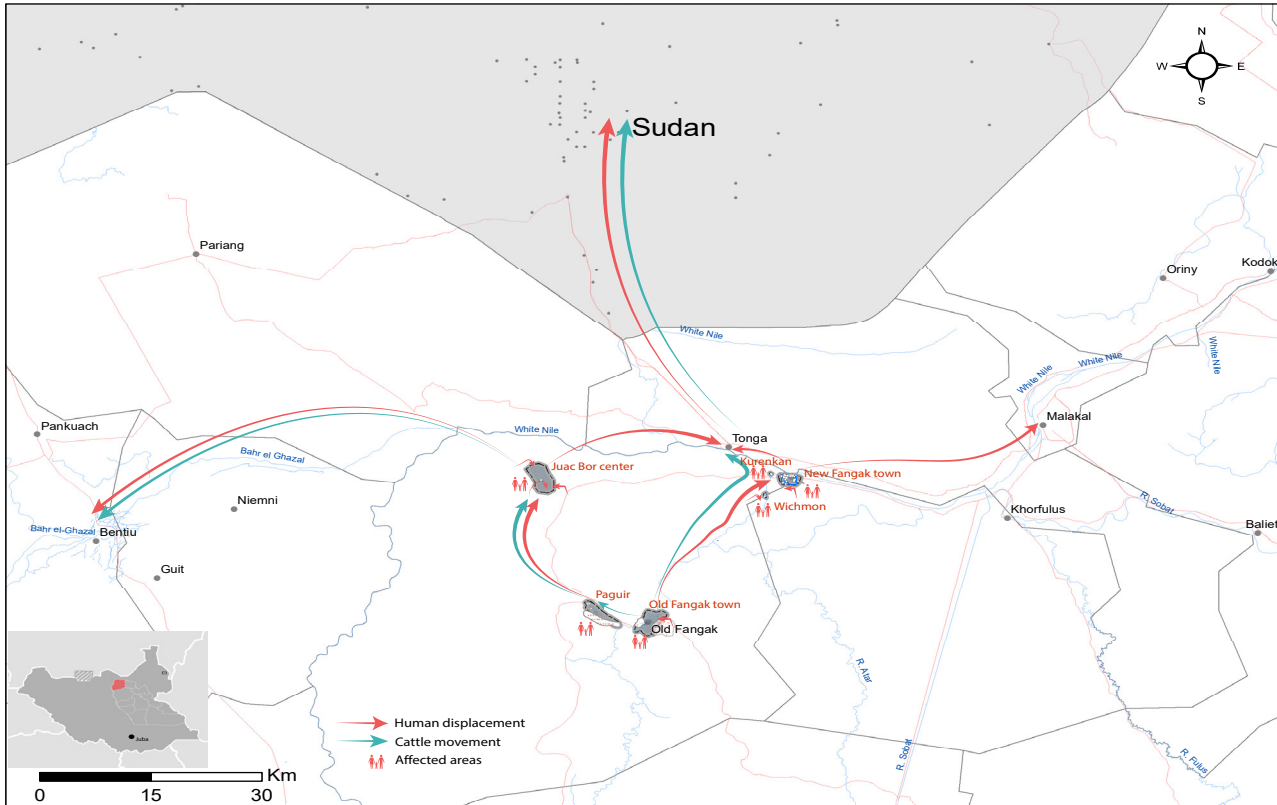 N
W
E
S
Sudan
Pariang
Oriny
Kodok
White Nile
White Nile
White Nile
White Nile
Malakal
Pankuach
White Nile
Tonga
Bahr el Ghazal
Juac Bor center
Kurenkan
New Fangak town
Niemni
Wichmon
R. Sobat
Khorfulus
Bahr el-Ghazal
Bentiu
Baliet
Guit
Paguir
Old Fangak town
Old Fangak
R. Atar
Juba
Human displacement
Cattle movement
Affected areas
R. Sobat
R. Fulus
Km
0
15
30